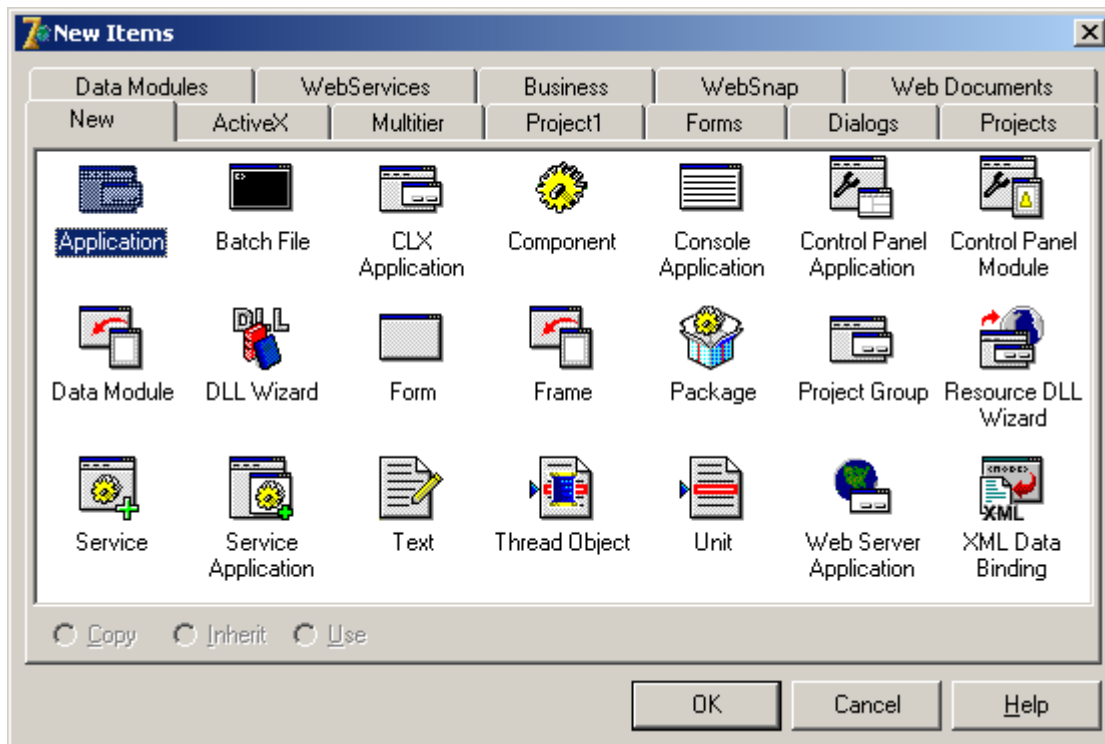 New Items
Data Modules WebServices Business WebSnap Web Documents
New ActiveX Multitier Project1 Forms Dialogs Projects
Application Batch File CLX Application Component Console Application Control Panel Application Control Panel Module
DLL
Data Module DLL Wizard Form Frame Package Project Group Resource DLL Wizard
XML
Service Service Application Text Thread Object Unit Web Server Application XML Data Binding
Copy Inherit Use
OK Cancel Help